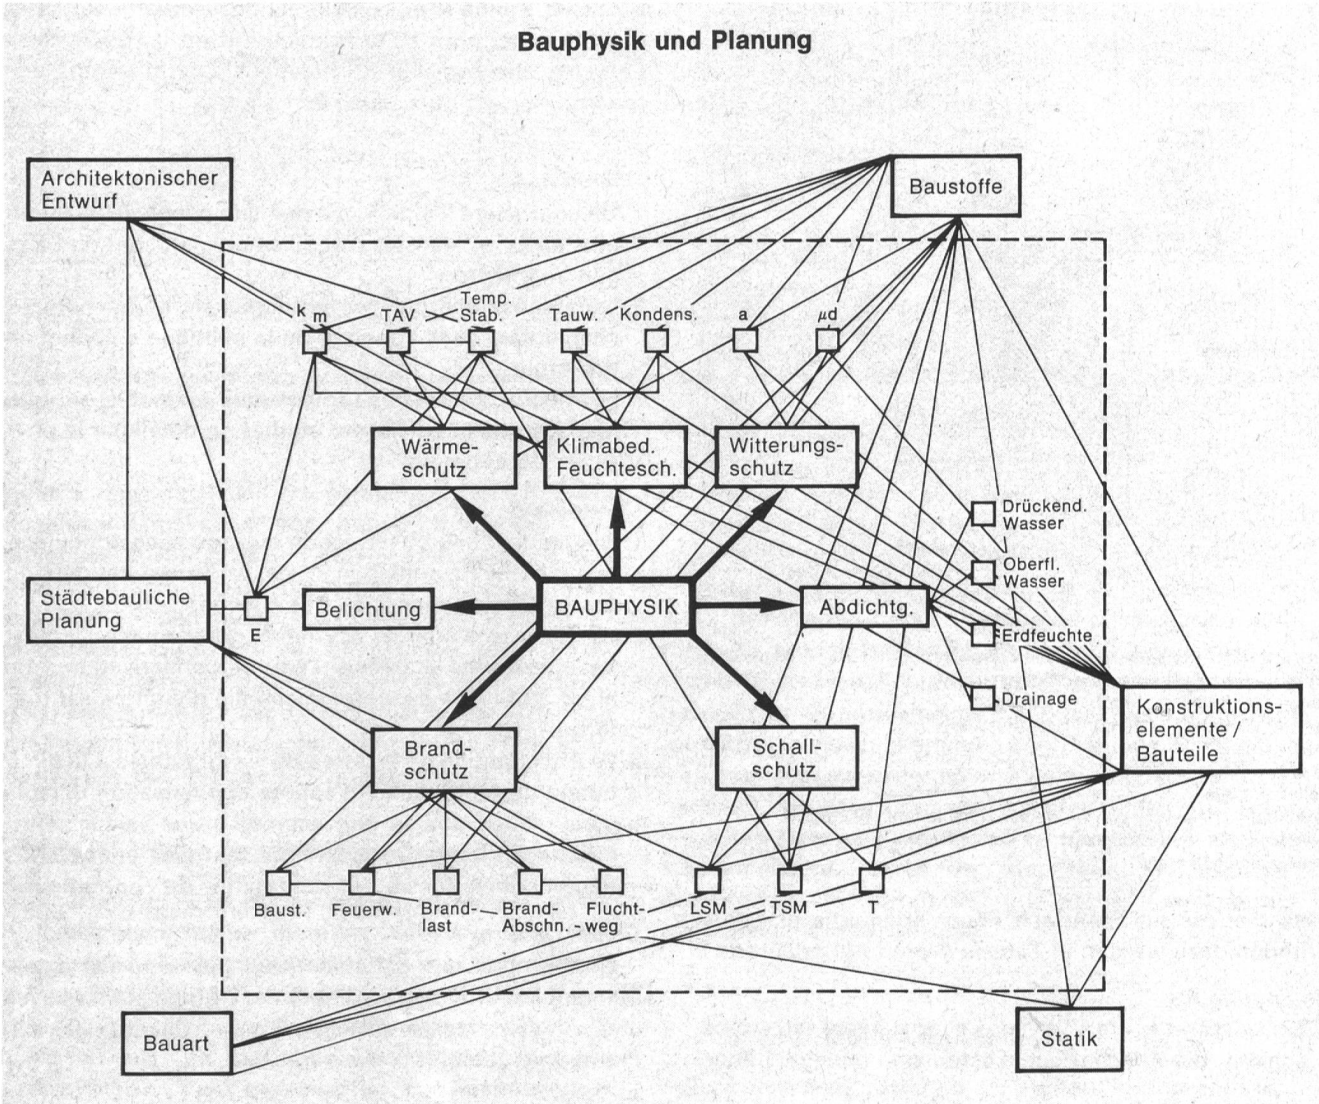 Bauphysik und Planung
Architektonischer
Entwurf
Baustoffe
k m
TAV
Temp.
Stab.
Tauw.
Kondens.
a
μd
Wärme-
schutz
Klimabed.
Feuchtesch.
Witterungs-
schutz
Drückend.
Wasser
Oberfl.
Wasser
Erdfeuchte
Drainage
Städtebauliche
Planung
E
Belichtung
BAUPHYSIK
Abdichtg.
Konstruktions-
elemente /
Bauteile
Brand-
schutz
Schall-
schutz
Baust.
Feuerw.
Brand-
last
Brand-
Abschn.
Flucht-
-weg
LSM
TSM
T
Bauart
Statik